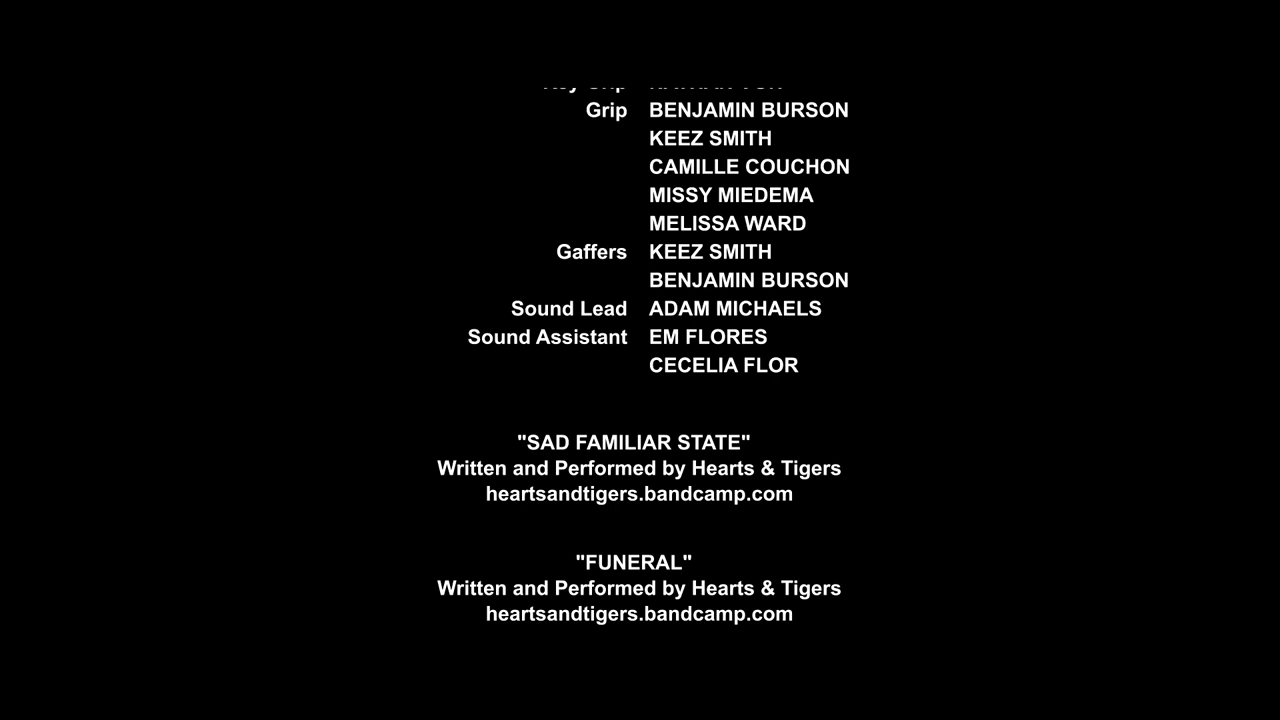 Key Grip
Grip BENJAMIN BURSON
KEEZ SMITH
CAMILLE COUCHON
MISSY MIEDEMA
MELISSA WARD
Gaffers KEEZ SMITH
BENJAMIN BURSON
Sound Lead ADAM MICHAELS
Sound Assistant EM FLORES
CECELIA FLOR
"SAD FAMILIAR STATE"
Written and Performed by Hearts & Tigers
heartsandtigers.bandcamp.com
"FUNERAL"
Written and Performed by Hearts & Tigers
heartsandtigers.bandcamp.com